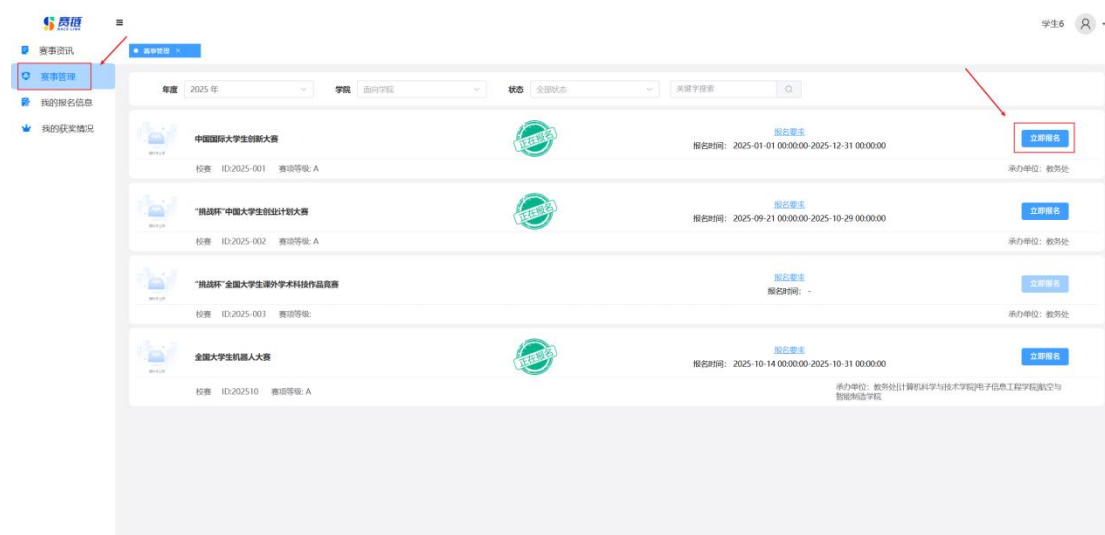 赛链
RACE LINK
学生6
赛事资讯
赛事管理
我的报名信息
我的获奖情况
赛事管理 ×
年度 2025 年 学院 面向学院 状态 全部状态 关键字搜索
中国国际大学生创新大赛
正在报名
报名要求
报名时间: 2025-01-01 00:00:00-2025-12-31 00:00:00
立即报名
校赛 ID:2025-001 赛项等级: A 承办单位: 教务处
“挑战杯”中国大学生创业计划大赛
正在报名
报名要求
报名时间: 2025-09-21 00:00:00-2025-10-29 00:00:00
立即报名
校赛 ID:2025-002 赛项等级: A 承办单位: 教务处
“挑战杯”全国大学生课外学术科技作品竞赛
报名要求
报名时间: -
立即报名
校赛 ID:2025-003 赛项等级: 承办单位: 教务处
全国大学生机器人大赛
正在报名
报名要求
报名时间: 2025-10-14 00:00:00-2025-10-31 00:00:00
立即报名
校赛 ID:202510 赛项等级: A 承办单位: 教务处|计算机科学与技术学院|电子信息工程学院|航空与
智能制造学院